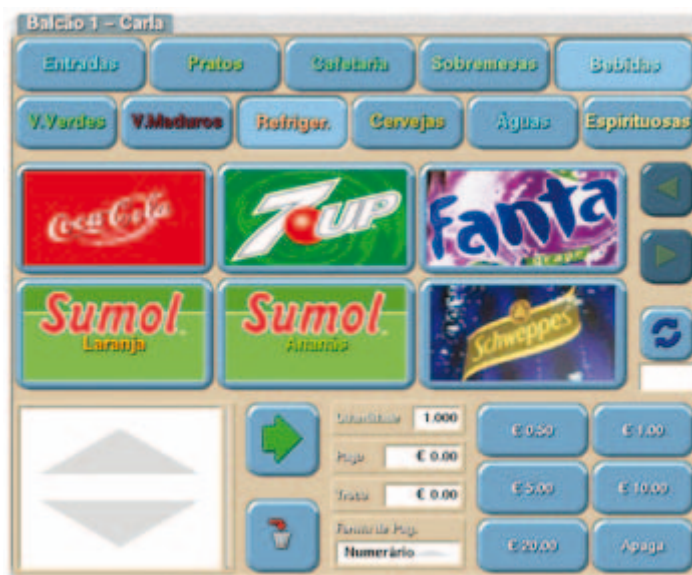 Balcão 1 – Carla
Entradas Pratos Cafetaria Sobremesas Bebidas
V.Verdes V.Maduros Refriger. Cervejas Águas Espirituosas
Coca Cola 7UP Fanta Grape
Sumol Laranja Sumol Ananás Schweppes
Quantidade 1.000
Pago € 0.00
Troco € 0.00
Forma de Pag.
Numerário
€ 0.50 € 1.00
€ 5.00 € 10.00
€ 20.00 Apaga